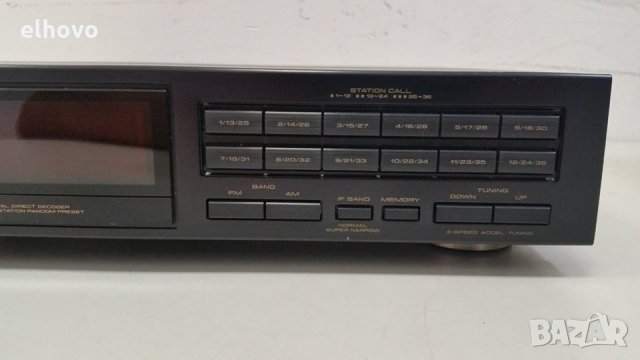 elhovo
STATION CALL
■1~12 ■■13~24 ■■■25~36
1/13/25 2/14/26 3/15/27 4/16/28 5/17/29 6/18/30
7/19/31 8/20/32 9/21/33 10/22/34 11/23/35 12/24/36
BAND TUNING
FM AM IF BAND MEMORY DOWN UP
AL DIRECT DECODER
STATION RANDOM PRESET
NORMAL
SUPER NARROW
2-SPEED ACCEL TUNING
BAZAR